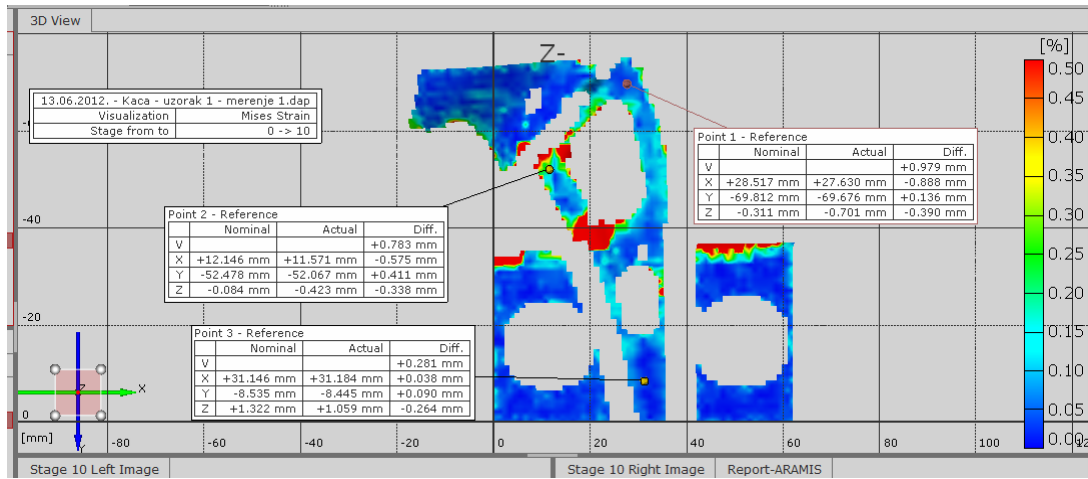 3D View
Z-
[%]
13.06.2012. - Kaca - uzorak 1 - merenje 1.dap
Visualization Mises Strain
Stage from to 0 -> 10
Point 1 - Reference
Nominal Actual Diff.
V +0.979 mm
X +28.517 mm +27.630 mm -0.888 mm
Y -69.812 mm -69.676 mm +0.136 mm
Z -0.311 mm -0.701 mm -0.390 mm
Point 2 - Reference
Nominal Actual Diff.
V +0.783 mm
X +12.146 mm +11.571 mm -0.575 mm
Y -52.478 mm -52.067 mm +0.411 mm
Z -0.084 mm -0.423 mm -0.338 mm
Point 3 - Reference
Nominal Actual Diff.
V +0.281 mm
X +31.146 mm +31.184 mm +0.038 mm
Y -8.535 mm -8.445 mm +0.090 mm
Z +1.322 mm +1.059 mm -0.264 mm
0.50
0.45
0.40
0.35
0.30
0.25
0.20
0.15
0.10
0.05
0.00
-40
-20
0
Z X
[mm] -80 -60 -40 -20 0 20 40 60 80 100
Stage 10 Left Image Stage 10 Right Image Report-ARAMIS